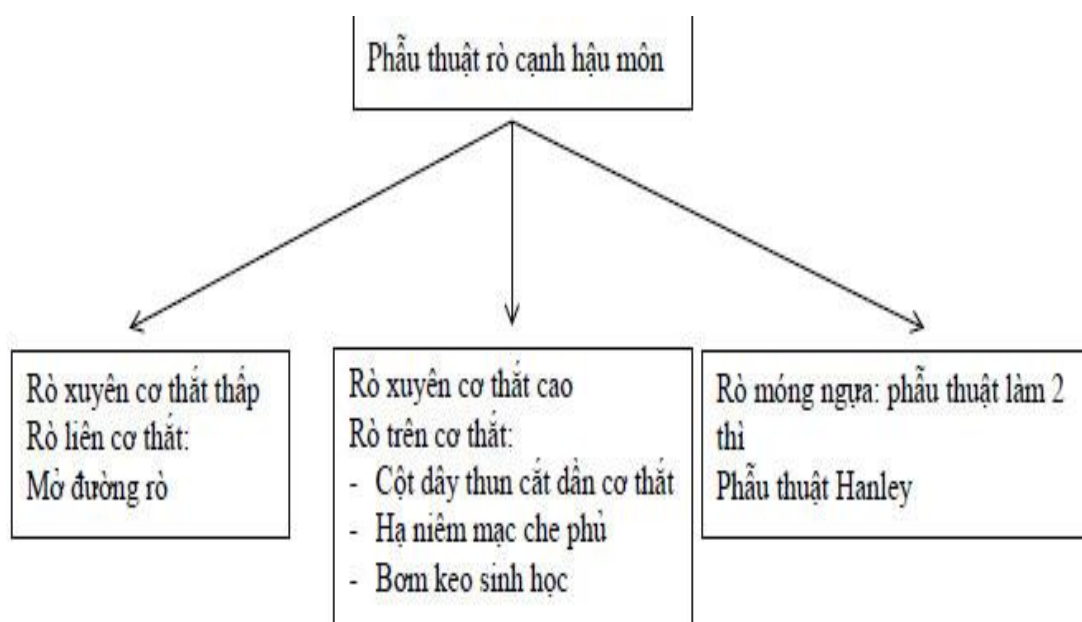 Phẫu thuật rò cạnh hậu môn
Rò xuyên cơ thắt thấp
Rò liên cơ thắt:
Mở đường rò
Rò xuyên cơ thắt cao
Rò trên cơ thắt:
- Cột dây thun cắt dần cơ thắt
- Hạ niêm mạc che phủ
- Bơm keo sinh học
Rò móng ngựa: phẫu thuật làm 2
thì
Phẫu thuật Hanley